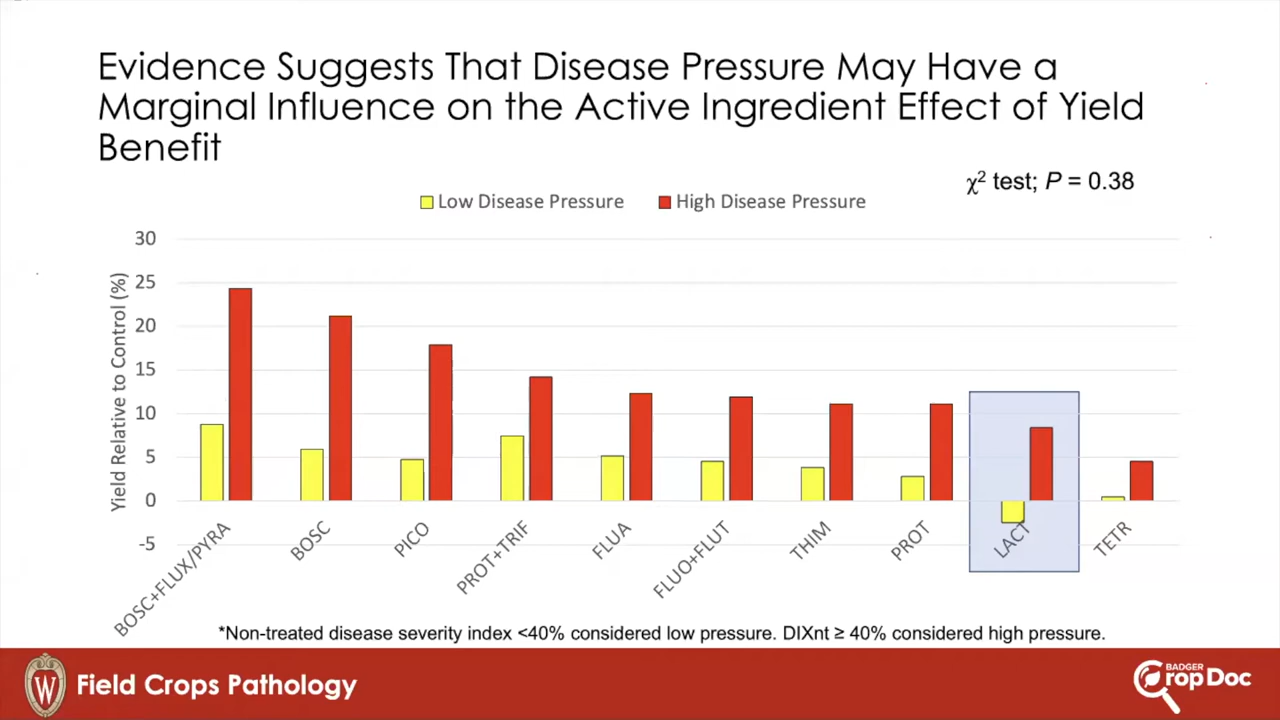 Evidence Suggests That Disease Pressure May Have a
Marginal Influence on the Active Ingredient Effect of Yield
Benefit
χ² test; P = 0.38
Low Disease Pressure
High Disease Pressure
Yield Relative to Control (%)
30
25
20
15
10
5
0
-5
BOSC+FLUX/PYRA
BOSC
PICO
PROT+TRIF
FLUA
FLUO+FLUT
THIM
PROT
LACT
TETR
*Non-treated disease severity index <40% considered low pressure. DIXnt ≥ 40% considered high pressure.
W
Field Crops Pathology
BADGER
Crop Doc